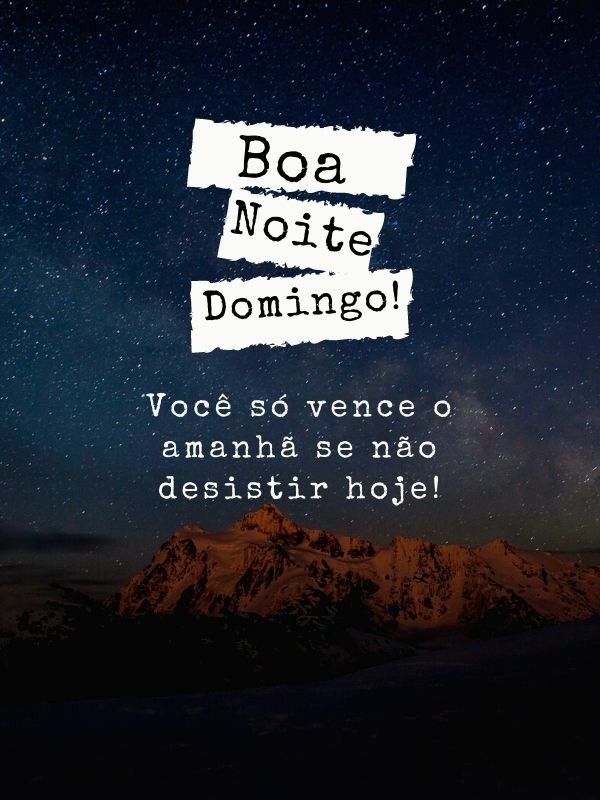 Boa
Noite
Domingo!
Você só vence o
amanhã se não
desistir hoje!